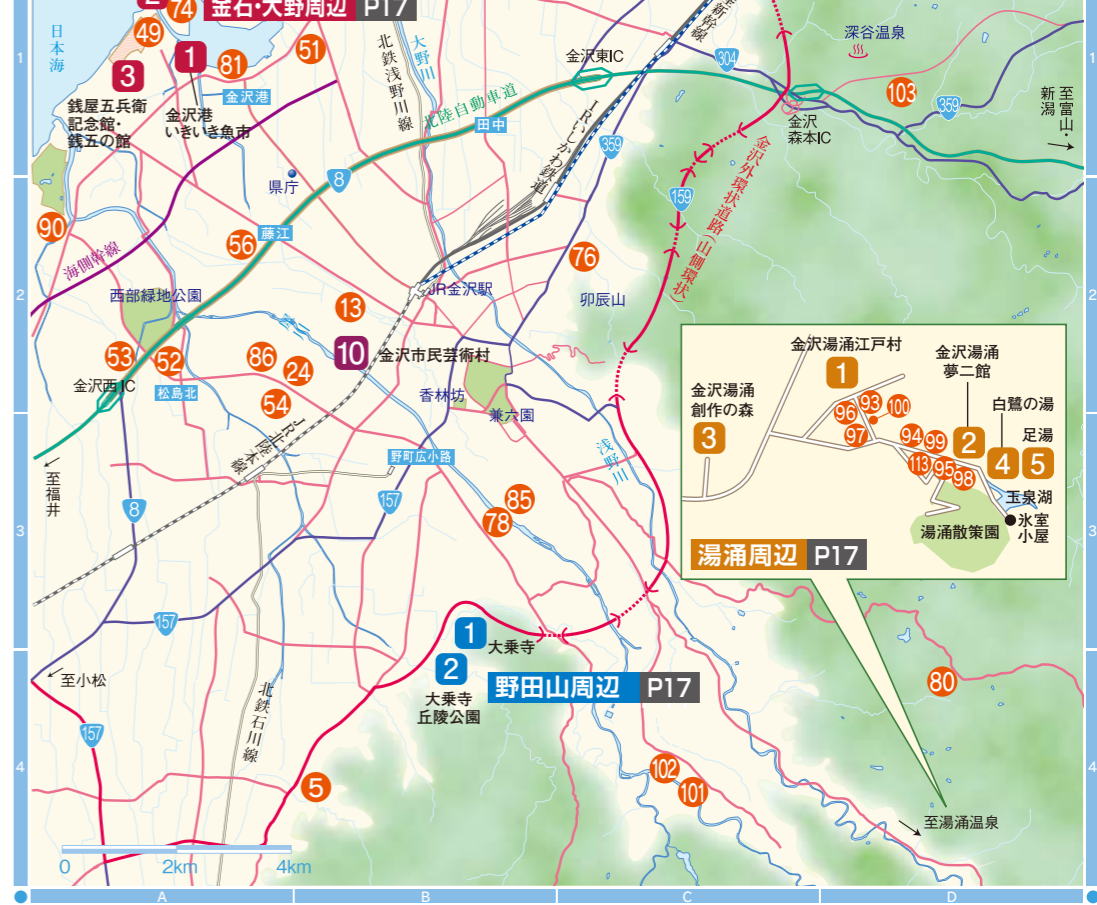 2
74
金石・大野周辺 P17
日本海
49
3
1
81
51
銭屋五兵衛
記念館・
銭五の館
金沢港
いきいき魚市
金沢港
北鉄浅野川線
大野川
北陸自動車道
田中
金沢東IC
IRいしかわ鉄道
新幹線
304
359
深谷温泉
103
359
金沢
森本IC
至富山・
新潟
県庁
8
90
海側幹線
56
藤江
西部緑地公園
13
JR金沢駅
76
卯辰山
159
金沢外環状道路(山側環状)
53
52
86
24
10
金沢市民芸術村
金沢西IC
松島北
54
香林坊
兼六園
JR北陸本線
野町広小路
浅野川
至福井
8
157
85
78
157
金沢湯涌江戸村
1
金沢湯涌
夢二館
金沢湯涌
創作の森
3
96
93
100
97
94
99
2
白鷺の湯
4
足湯
5
113
95
98
玉泉湖
氷室
小屋
湯涌散策園
湯涌周辺 P17
1
大乗寺
2
大乗寺
丘陵公園
野田山周辺 P17
至小松
157
北鉄石川線
80
5
102
101
至湯涌温泉
0 2km 4km
1
2
3
4
1
2
3
4
A B C D